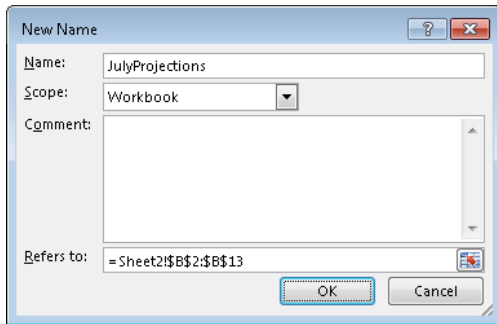 New Name
Name: JulyProjections
Scope: Workbook
Comment:
Refers to: =Sheet2!$B$2:$B$13
OK Cancel